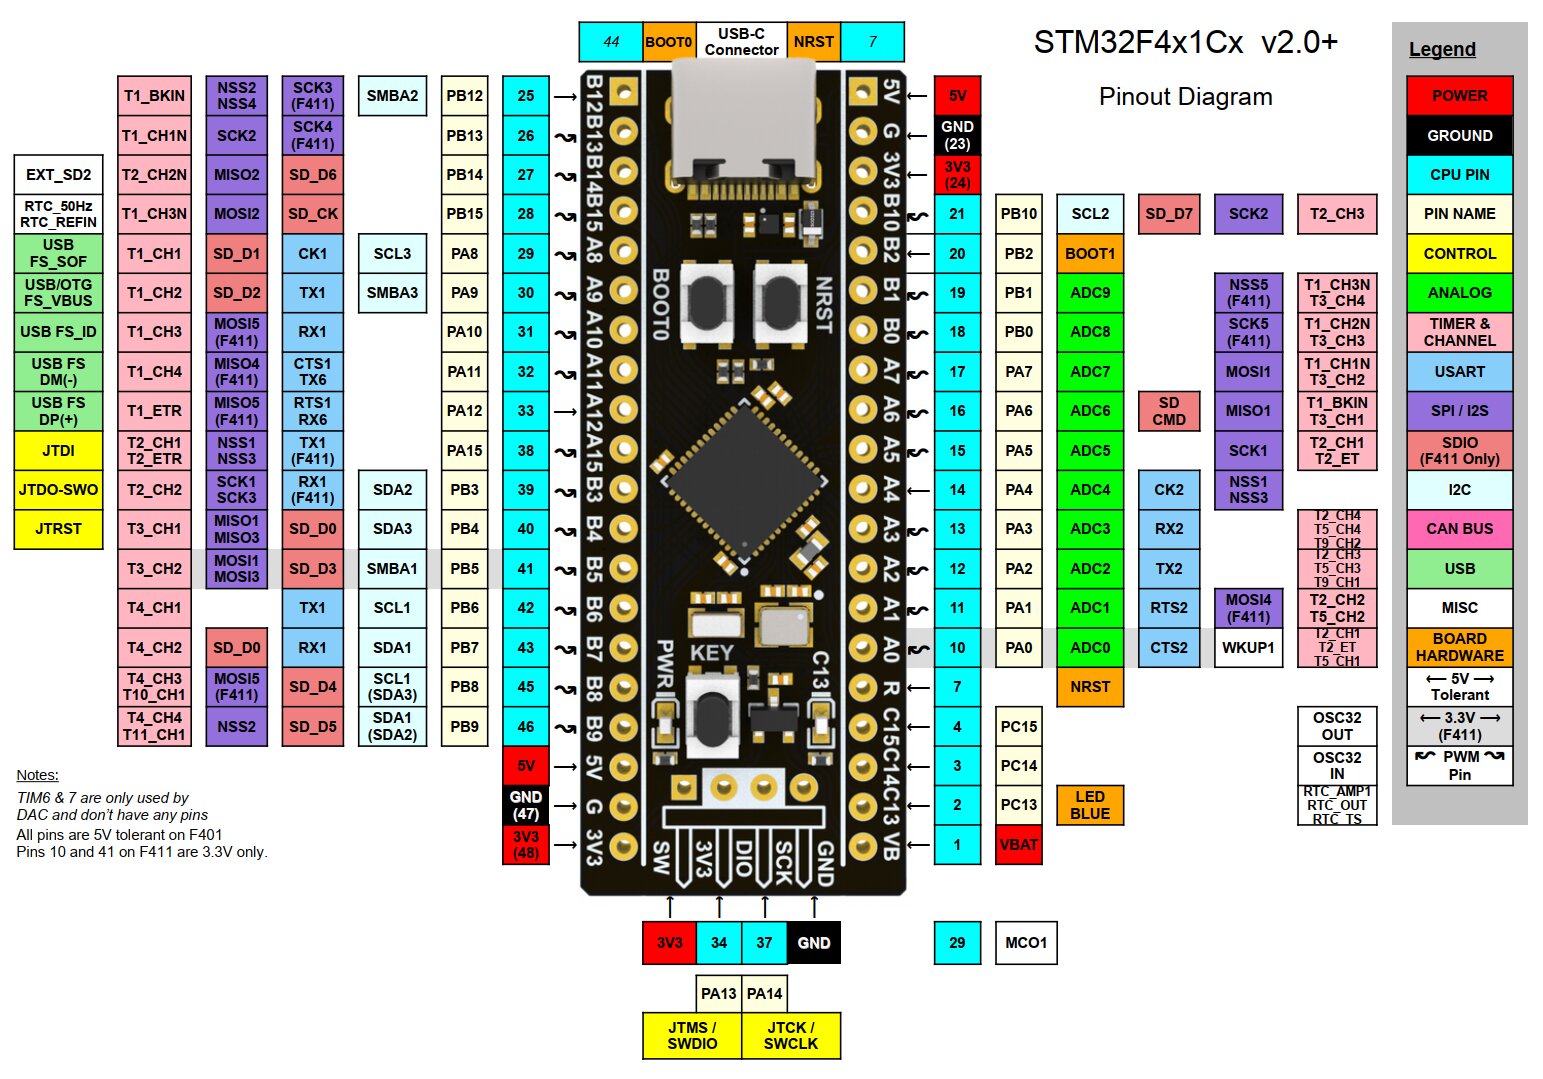 44
BOOT0
USB-C
Connector
NRST
7
STM32F4x1Cx v2.0+
Pinout Diagram
Legend
POWER
GROUND
CPU PIN
PIN NAME
CONTROL
ANALOG
TIMER &
CHANNEL
USART
SPI / I2S
SDIO
(F411 Only)
I2C
CAN BUS
USB
MISC
BOARD
HARDWARE
⟵ 5V ⟶
Tolerant
⟵ 3.3V ⟶
(F411)
PWM
Pin
T1_BKIN
NSS2
NSS4
SCK3
(F411)
SMBA2
PB12
25
T1_CH1N
SCK2
SCK4
(F411)
PB13
26
EXT_SD2
T2_CH2N
MISO2
SD_D6
PB14
27
RTC_50Hz
RTC_REFIN
T1_CH3N
MOSI2
SD_CK
PB15
28
USB
FS_SOF
T1_CH1
SD_D1
CK1
SCL3
PA8
29
USB/OTG
FS_VBUS
T1_CH2
SD_D2
TX1
SMBA3
PA9
30
USB FS_ID
T1_CH3
MOSI5
(F411)
RX1
PA10
31
USB FS
DM(-)
T1_CH4
MISO4
(F411)
CTS1
TX6
PA11
32
USB FS
DP(+)
T1_ETR
MISO5
(F411)
RTS1
RX6
PA12
33
JTDI
T2_CH1
T2_ETR
NSS1
NSS3
TX1
(F411)
PA15
38
JTDO-SWO
T2_CH2
SCK1
SCK3
RX1
(F411)
SDA2
PB3
39
JTRST
T3_CH1
MISO1
MISO3
SD_D0
SDA3
PB4
40
T3_CH2
MOSI1
MOSI3
SD_D3
SMBA1
PB5
41
T4_CH1
TX1
SCL1
PB6
42
T4_CH2
SD_D0
RX1
SDA1
PB7
43
T4_CH3
T10_CH1
MOSI5
(F411)
SD_D4
SCL1
(SDA3)
PB8
45
T4_CH4
T11_CH1
NSS2
SD_D5
SDA1
(SDA2)
PB9
46
5V
GND
(47)
3V3
(48)
B12
B13
B14
B15
A8
A9
A10
A11
A12
A15
B3
B4
B5
B6
B7
B8
B9
5V
G
3V3
BOOT0
NRST
PWR
KEY
C13
SW
3V3
DIO
SCK
GND
5V
G
3V3
B10
B2
B1
B0
A7
A6
A5
A4
A3
A2
A1
A0
R
C15
C14
C13
VB
5V
GND
(23)
3V3
(24)
21
PB10
SCL2
SD_D7
SCK2
T2_CH3
20
PB2
BOOT1
19
PB1
ADC9
NSS5
(F411)
T1_CH3N
T3_CH4
18
PB0
ADC8
SCK5
(F411)
T1_CH2N
T3_CH3
17
PA7
ADC7
MOSI1
T1_CH1N
T3_CH2
16
PA6
ADC6
SD
CMD
MISO1
T1_BKIN
T3_CH1
15
PA5
ADC5
SCK1
T2_CH1
T2_ET
14
PA4
ADC4
CK2
NSS1
NSS3
13
PA3
ADC3
RX2
T2_CH4
T5_CH4
T9_CH2
12
PA2
ADC2
TX2
T2_CH3
T5_CH3
T9_CH1
11
PA1
ADC1
RTS2
MOSI4
(F411)
T2_CH2
T5_CH2
10
PA0
ADC0
CTS2
WKUP1
T2_CH1
T2_ET
T5_CH1
7
NRST
4
PC15
OSC32
OUT
3
PC14
OSC32
IN
2
PC13
LED
BLUE
RTC_AMP1
RTC_OUT
RTC_TS
1
VBAT
Notes:
TIM6 & 7 are only used by
DAC and don't have any pins
All pins are 5V tolerant on F401
Pins 10 and 41 on F411 are 3.3V only.
3V3
34
37
GND
29
MCO1
PA13
PA14
JTMS /
SWDIO
JTCK /
SWCLK